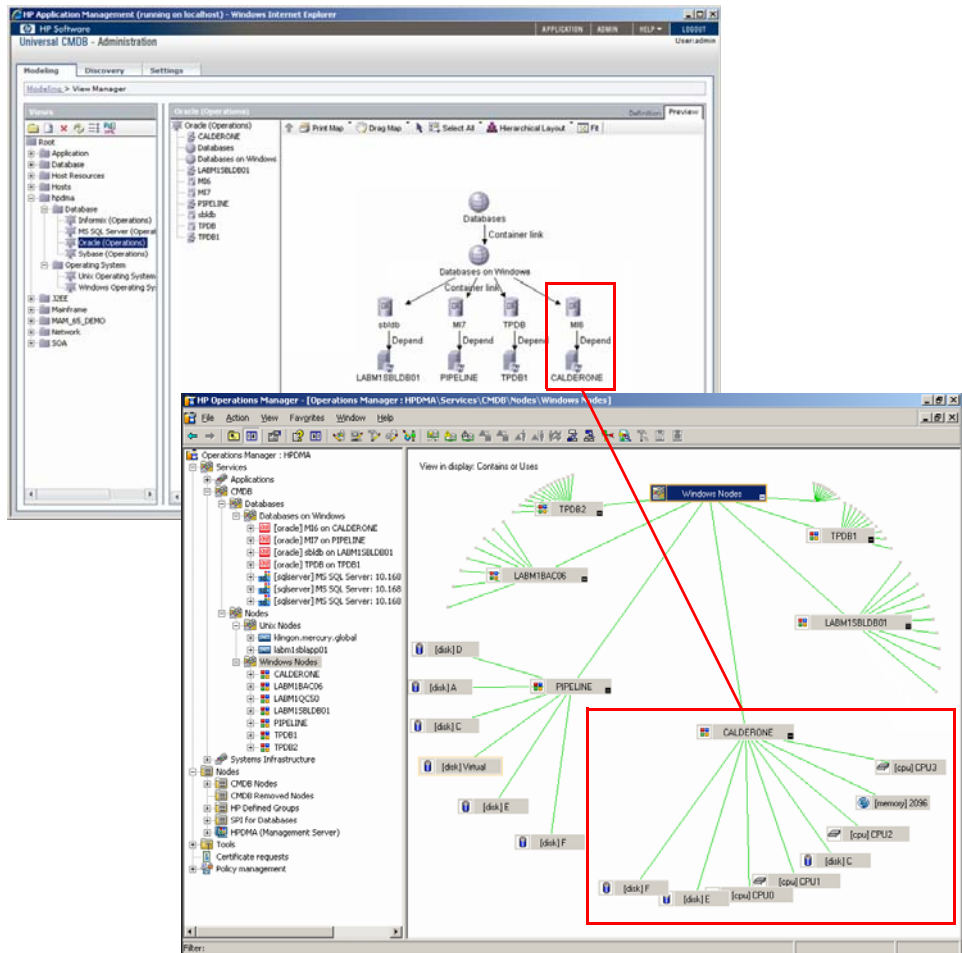 HP Application Management (running on localhost) - Windows Internet Explorer
HP Software
APPLICATION ADMIN HELP LOGOUT
Universal CMDB - Administration
User:admin
Modeling Discovery Settings
Modeling > View Manager
Views
Oracle (Operations)
Definition Preview
Print Map Drag Map Select All Hierarchical Layout Fit
Root
Application
Database
Host Resources
Hosts
hpdma
Database
Informix (Operations)
MS SQL Server (Operat
Oracle (Operations)
Sybase (Operations)
Operating System
Unix Operating System
Windows Operating Sy
J2EE
Mainframe
MAM_65_DEMO
Network
SOA
Oracle (Operations)
CALDERONE
Databases
Databases on Windows
LABM1SBLDB01
MI6
MI7
PIPELINE
sbldb
TPDB
TPDB1
Databases
Container link
Databases on Windows
Container link
sbldb MI7 TPDB MI6
Depend Depend Depend Depend
LABM1SBLDB01 PIPELINE TPDB1 CALDERONE
HP Operations Manager - [Operations Manager : HPDMA\Services\CMDB\Nodes\Windows Nodes]
File Action View Favorites Window Help
Operations Manager : HPDMA
Services
Applications
CMDB
Databases
Databases on Windows
[oracle] MI6 on CALDERONE
[oracle] MI7 on PIPELINE
[oracle] sbldb on LABM1SBLDB01
[oracle] TPDB on TPDB1
[sqlserver] MS SQL Server: 10.168
[sqlserver] MS SQL Server: 10.168
[sqlserver] MS SQL Server: 10.168
Nodes
Unix Nodes
klingon.mercury.global
labm1sblapp01
Windows Nodes
CALDERONE
LABM1BAC06
LABM1QC50
LABM1SBLDB01
PIPELINE
TPDB1
TPDB2
Systems Infrastructure
Nodes
CMDB Nodes
CMDB Removed Nodes
HP Defined Groups
SPI for Databases
HPDMA (Management Server)
Tools
Certificate requests
Policy management
View in display: Contains or Uses
Windows Nodes
TPDB2
TPDB1
LABM1BAC06
LABM1SBLDB01
[disk] D
[disk] A
PIPELINE
[disk] C
[disk] Virtual
[disk] E
[disk] F
CALDERONE
[cpu] CPU3
[memory] 2096
[cpu] CPU2
[disk] C
[cpu] CPU1
[disk] F
[disk] E
[cpu] CPU0
Filter: